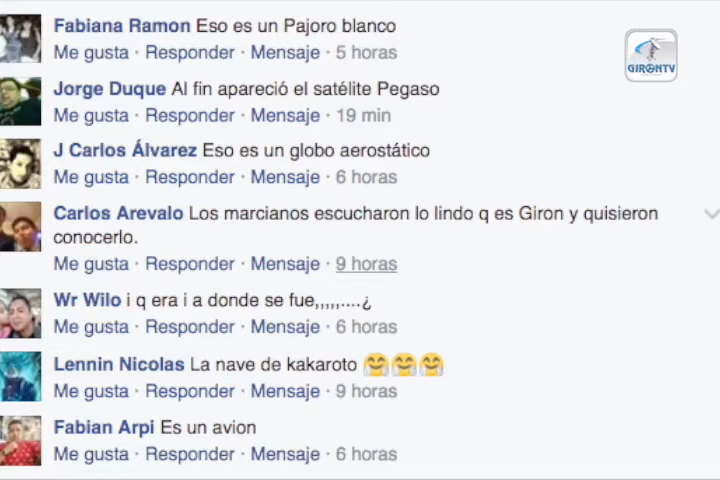 Fabiana Ramon Eso es un Pajoro blanco
Me gusta · Responder · Mensaje · 5 horas
GIRONTV
Jorge Duque Al fin apareció el satélite Pegaso
Me gusta · Responder · Mensaje · 19 min
J Carlos Álvarez Eso es un globo aerostático
Me gusta · Responder · Mensaje · 6 horas
Carlos Arevalo Los marcianos escucharon lo lindo q es Giron y quisieron
conocerlo.
Me gusta · Responder · Mensaje · 9 horas
Wr Wilo i q era i a donde se fue,,,,,....¿
Me gusta · Responder · Mensaje · 6 horas
Lennin Nicolas La nave de kakaroto 🤗🤗🤗
Me gusta · Responder · Mensaje · 9 horas
Fabian Arpi Es un avion
Me gusta · Responder · Mensaje · 6 horas